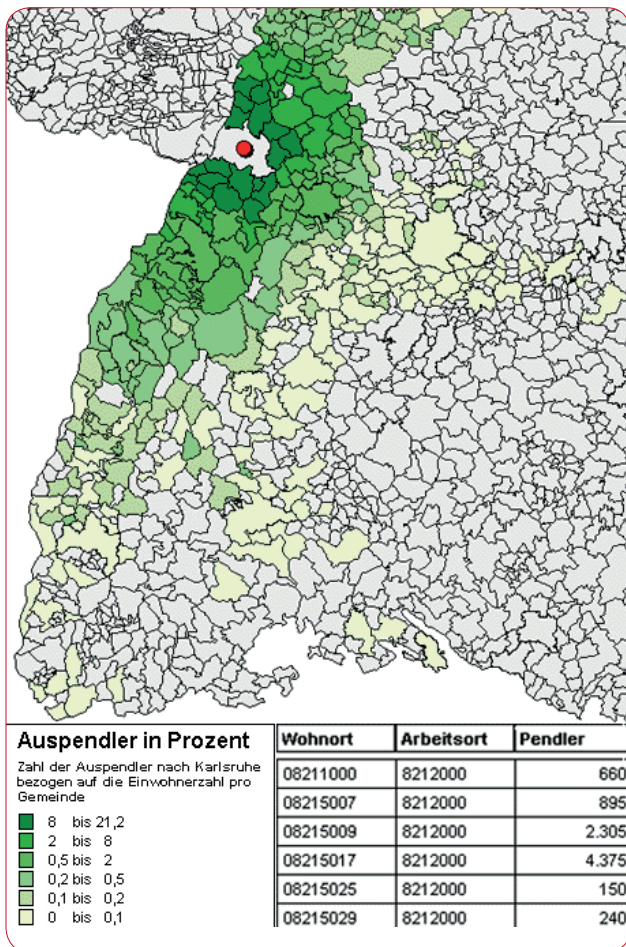 Auspendler in Prozent
Zahl der Auspendler nach Karlsruhe
bezogen auf die Einwohnerzahl pro
Gemeinde
8 bis 21,2
2 bis 8
0,5 bis 2
0,2 bis 0,5
0,1 bis 0,2
0 bis 0,1
Wohnort Arbeitsort Pendler
08211000 8212000 660
08215007 8212000 895
08215009 8212000 2.305
08215017 8212000 4.375
08215025 8212000 150
08215029 8212000 240